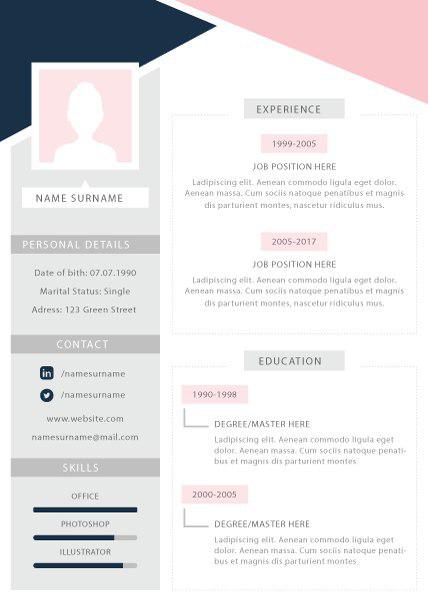 NAME SURNAME
PERSONAL DETAILS
Date of birth: 07.07.1990
Marital Status: Single
Adress: 123 Green Street
CONTACT
in /namesurname
/namesurname
www.website.com
namesurname@mail.com
SKILLS
OFFICE
PHOTOSHOP
ILLUSTRATOR
EXPERIENCE
1999-2005
JOB POSITION HERE
Ladipiscing elit. Aenean commodo ligula eget dolor.
Aenean massa. Cum sociis natoque penatibus et magnis
dis parturient montes, nascetur ridiculus mus.
2005-2017
JOB POSITION HERE
Ladipiscing elit. Aenean commodo ligula eget dolor.
Aenean massa. Cum sociis natoque penatibus et magnis
dis parturient montes, nascetur ridiculus mus.
EDUCATION
1990-1998
DEGREE/MASTER HERE
Ladipiscing elit. Aenean commodo ligula eget
dolor. Aenean massa. Cum sociis natoque penati-
bus et magnis dis parturient montes
2000-2005
DEGREE/MASTER HERE
Ladipiscing elit. Aenean commodo ligula eget
dolor. Aenean massa. Cum sociis natoque penati-
bus et magnis dis parturient montes